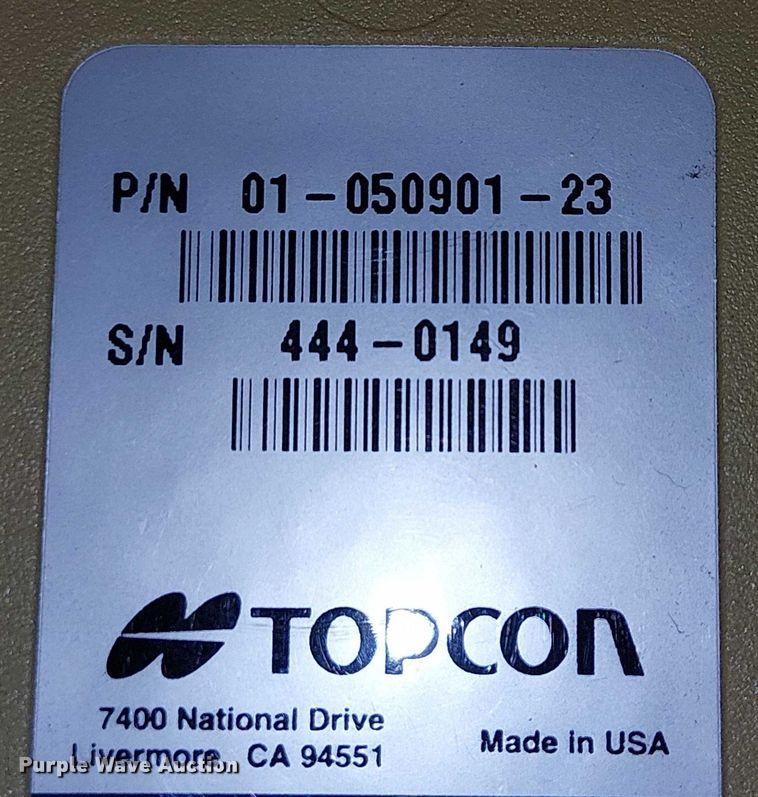 P/N 01-050901-23
S/N 444-0149
TOPCON
7400 National Drive
Livermore, CA 94551
Made in USA
Purple Wave Auction